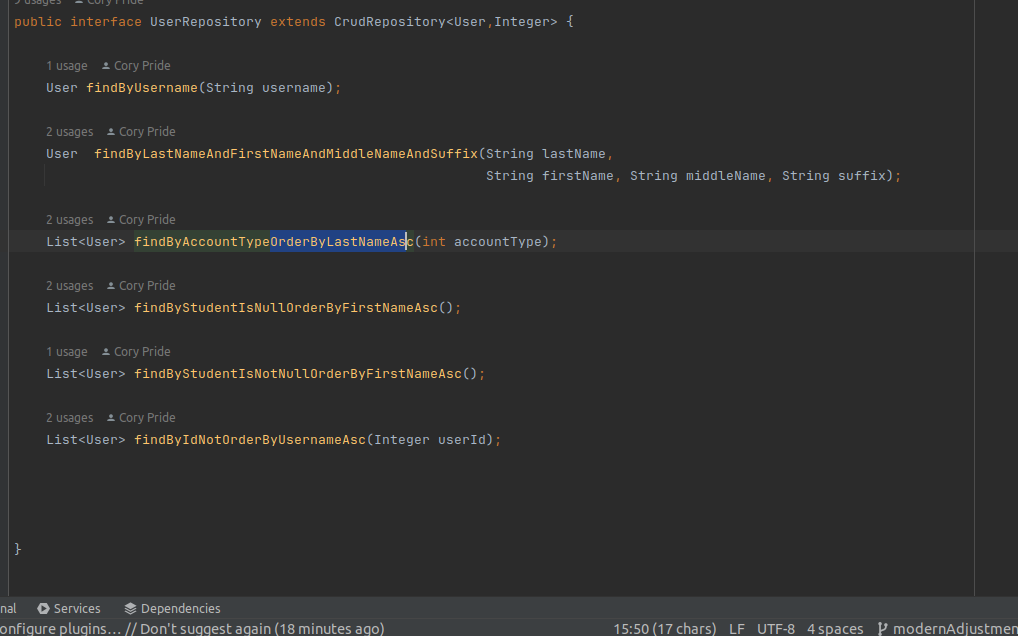 9 usages Cory Pride
public interface UserRepository extends CrudRepository<User,Integer> {
1 usage Cory Pride
User findByUsername(String username);
2 usages Cory Pride
User findByLastNameAndFirstNameAndMiddleNameAndSuffix(String lastName,
String firstName, String middleName, String suffix);
2 usages Cory Pride
List<User> findByAccountTypeOrderByLastNameAsc(int accountType);
2 usages Cory Pride
List<User> findByStudentIsNullOrderByFirstNameAsc();
1 usage Cory Pride
List<User> findByStudentIsNotNullOrderByFirstNameAsc();
2 usages Cory Pride
List<User> findByIdNotOrderByUsernameAsc(Integer userId);
}
nal Services Dependencies
onfigure plugins... // Don't suggest again (18 minutes ago) 15:50 (17 chars) LF UTF-8 4 spaces modernAdjustmen